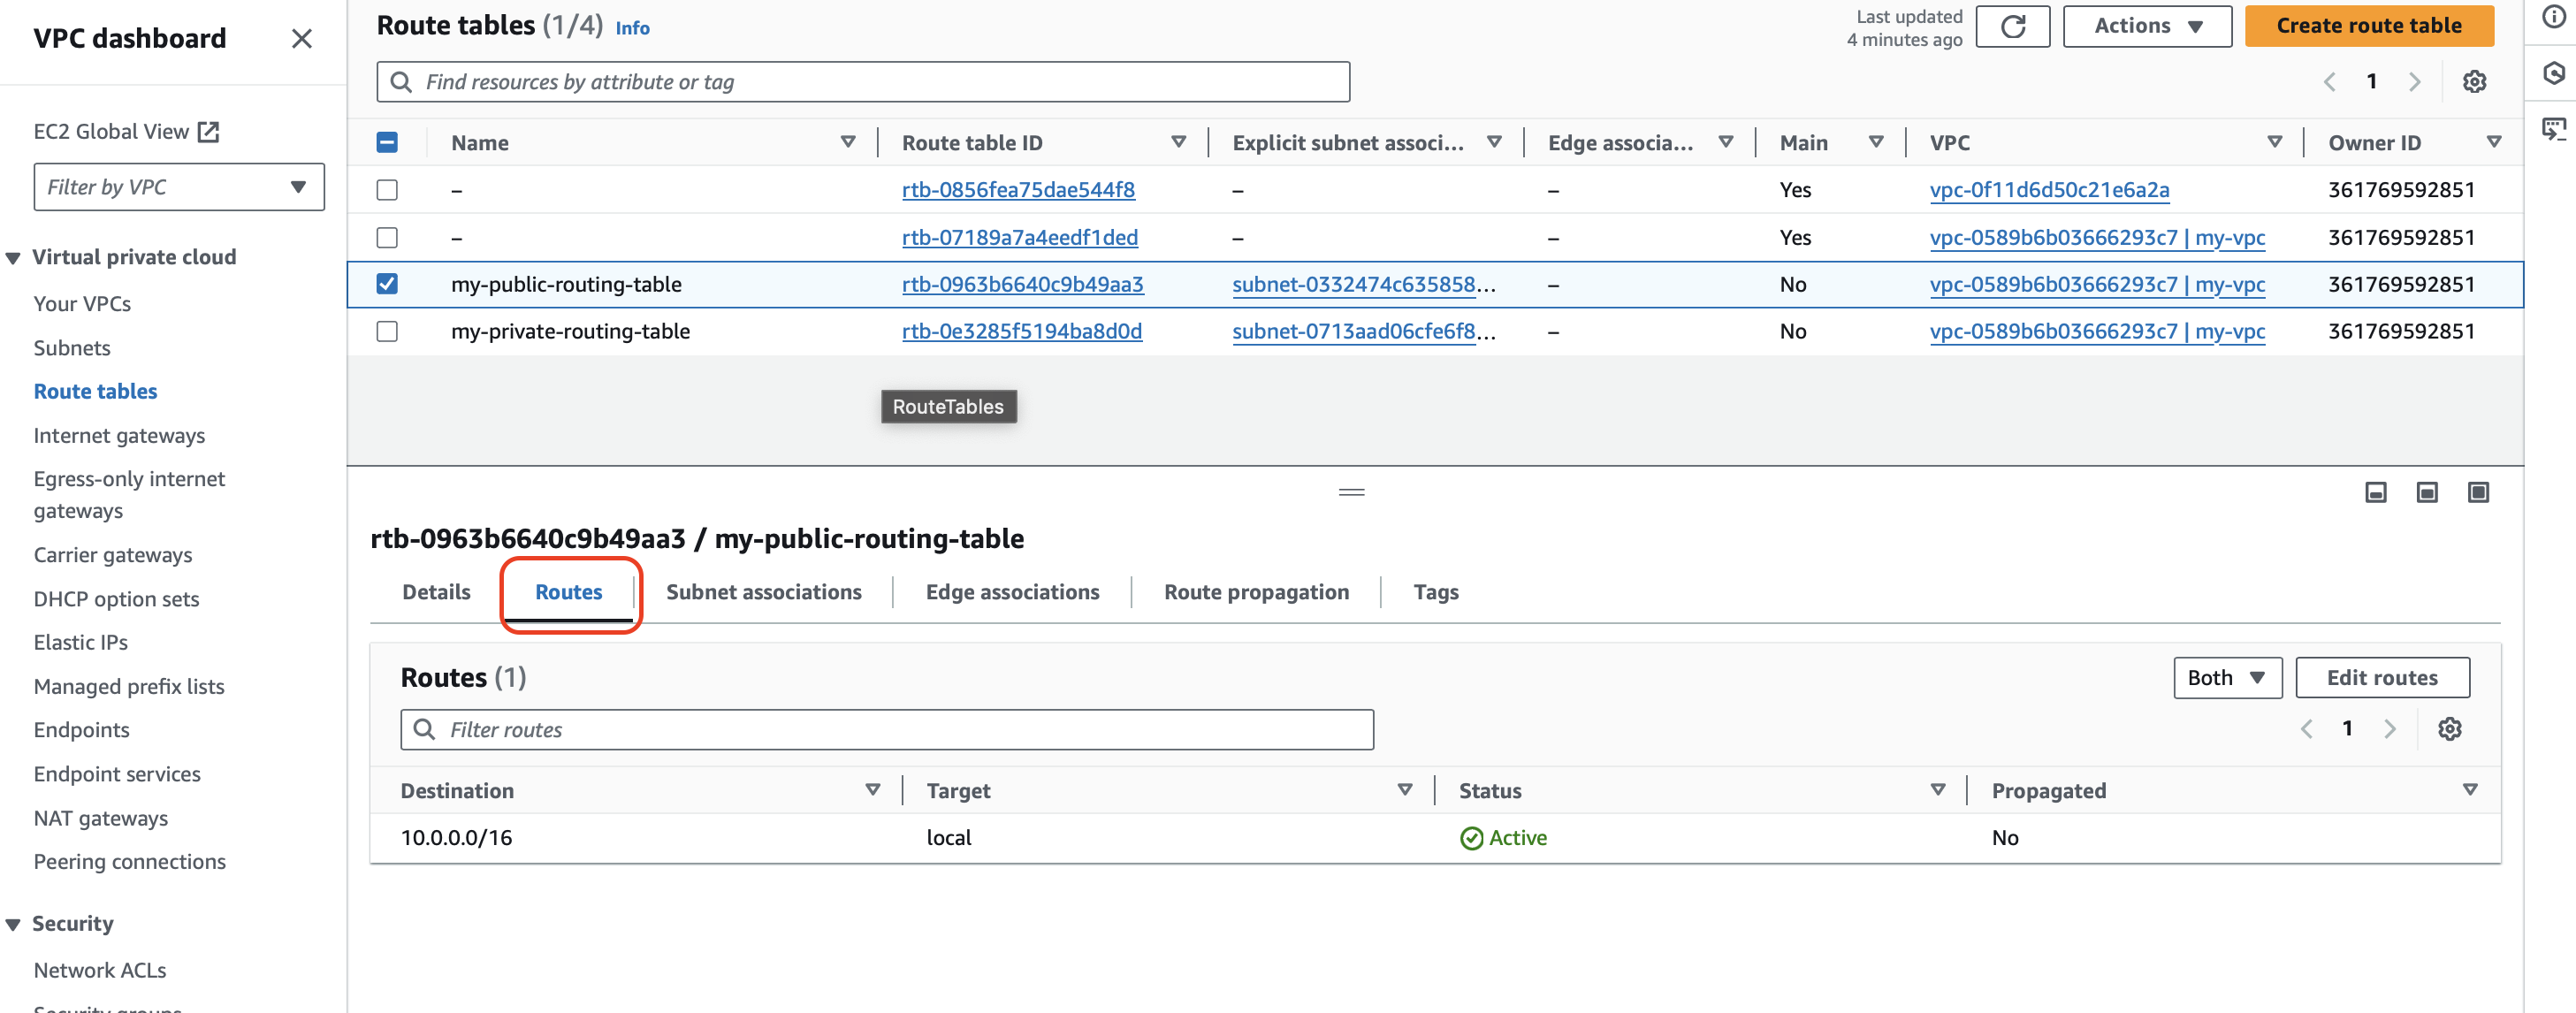 VPC dashboard
EC2 Global View
Filter by VPC
Virtual private cloud
Your VPCs
Subnets
Route tables
Internet gateways
Egress-only internet
gateways
Carrier gateways
DHCP option sets
Elastic IPs
Managed prefix lists
Endpoints
Endpoint services
NAT gateways
Peering connections
Security
Network ACLs
Security groups
Route tables (1/4) Info
Last updated
4 minutes ago
Actions
Create route table
Find resources by attribute or tag
1
Name Route table ID Explicit subnet associ... Edge associa... Main VPC Owner ID
– rtb-0856fea75dae544f8 – – Yes vpc-0f11d6d50c21e6a2a 361769592851
– rtb-07189a7a4eedf1ded – – Yes vpc-0589b6b03666293c7 | my-vpc 361769592851
my-public-routing-table rtb-0963b6640c9b49aa3 subnet-0332474c635858... – No vpc-0589b6b03666293c7 | my-vpc 361769592851
my-private-routing-table rtb-0e3285f5194ba8d0d subnet-0713aad06cfe6f8... – No vpc-0589b6b03666293c7 | my-vpc 361769592851
RouteTables
rtb-0963b6640c9b49aa3 / my-public-routing-table
Details Routes Subnet associations Edge associations Route propagation Tags
Routes (1)
Both
Edit routes
Filter routes
1
Destination Target Status Propagated
10.0.0.0/16 local Active No